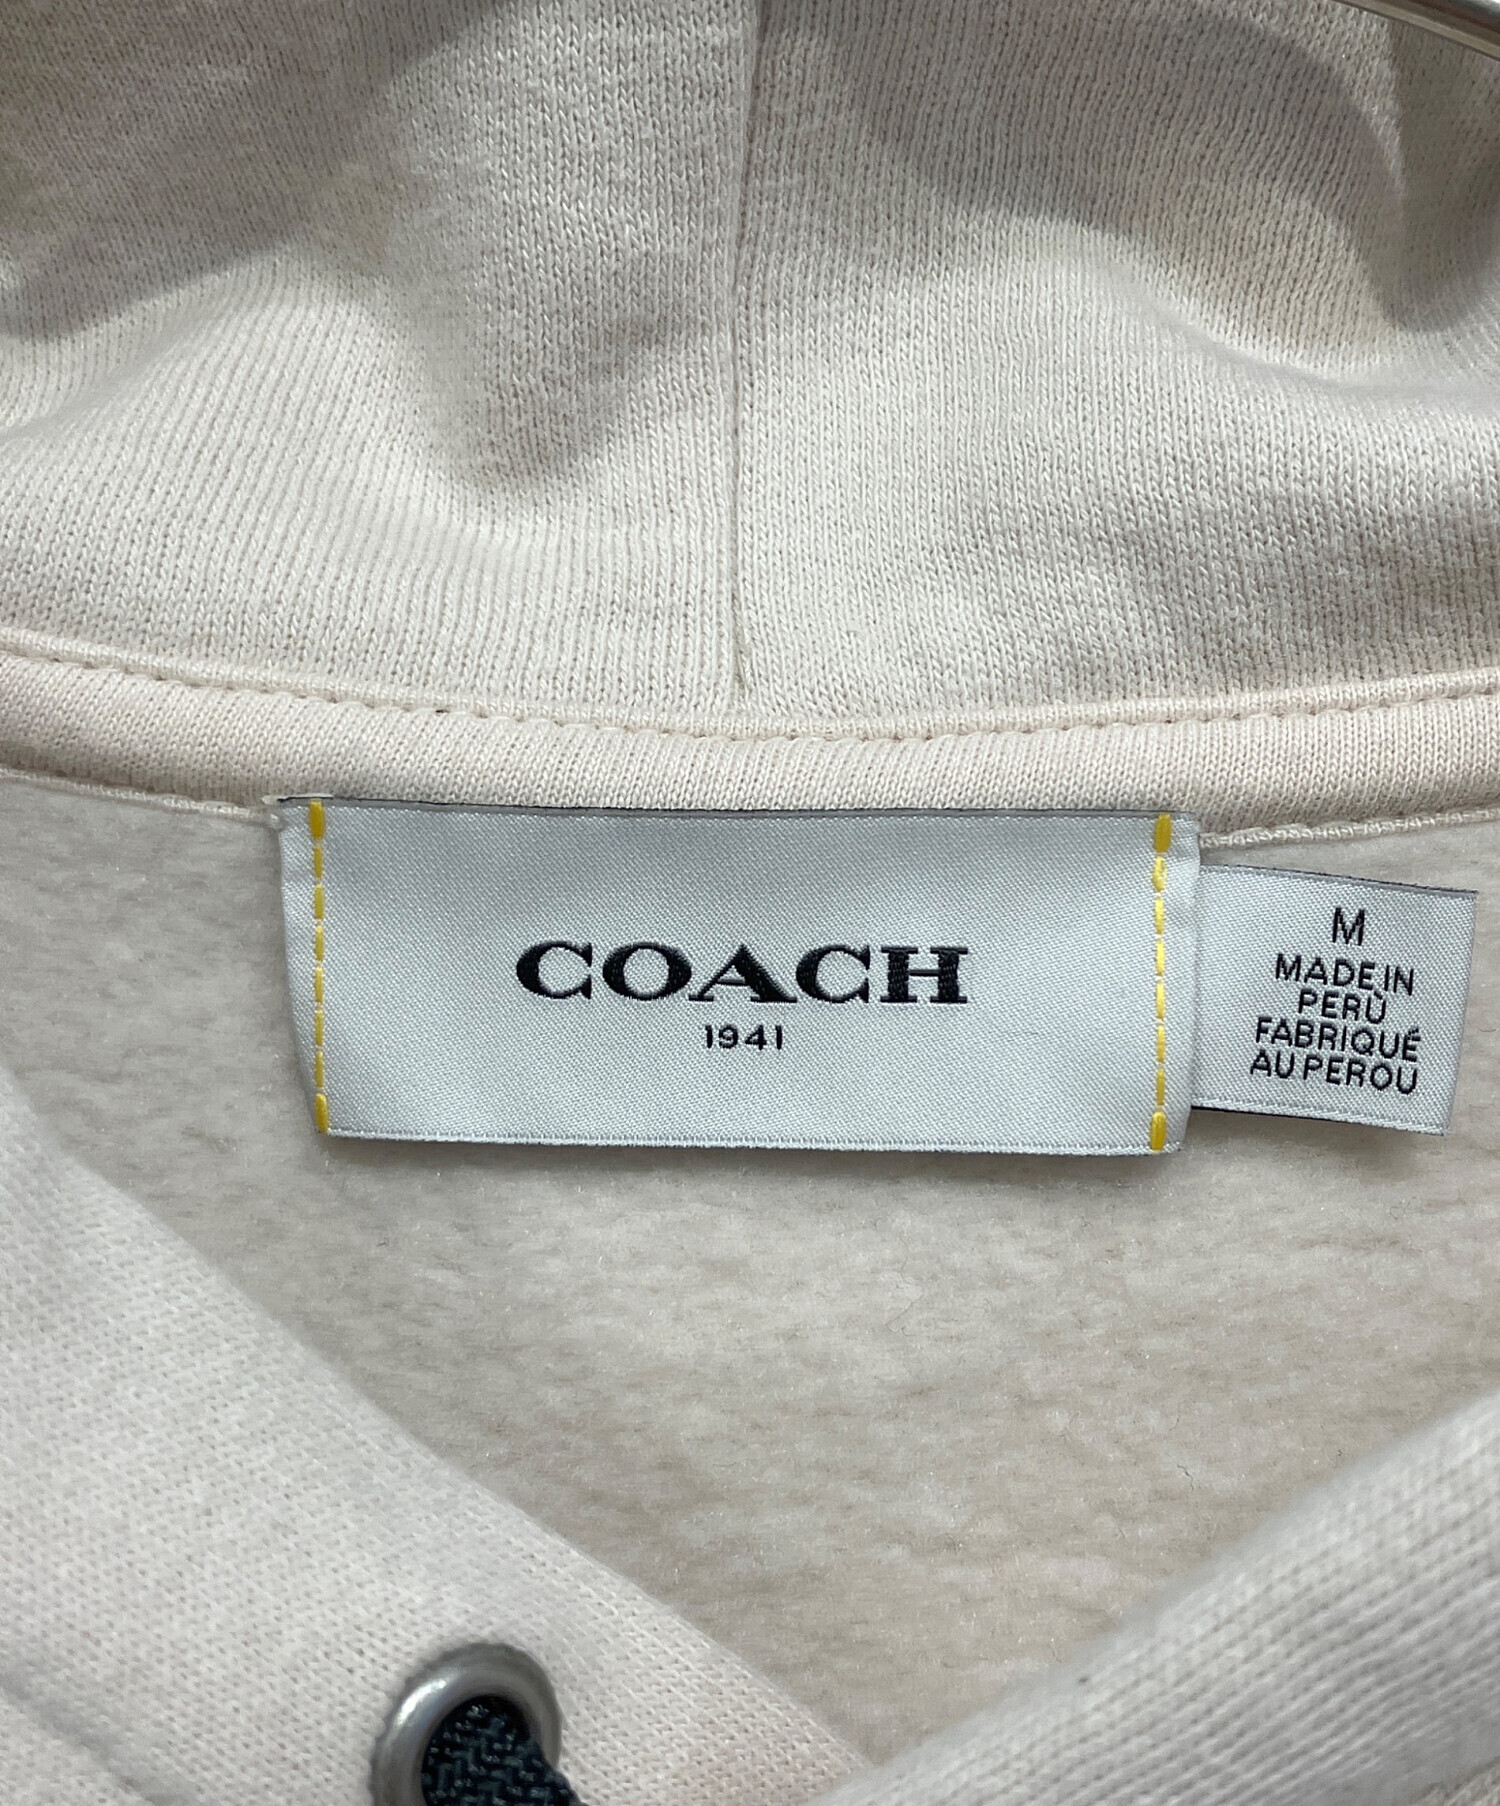 COACH
1941
M
MADE IN
PERÙ
FABRIQUÉ
AU PEROU